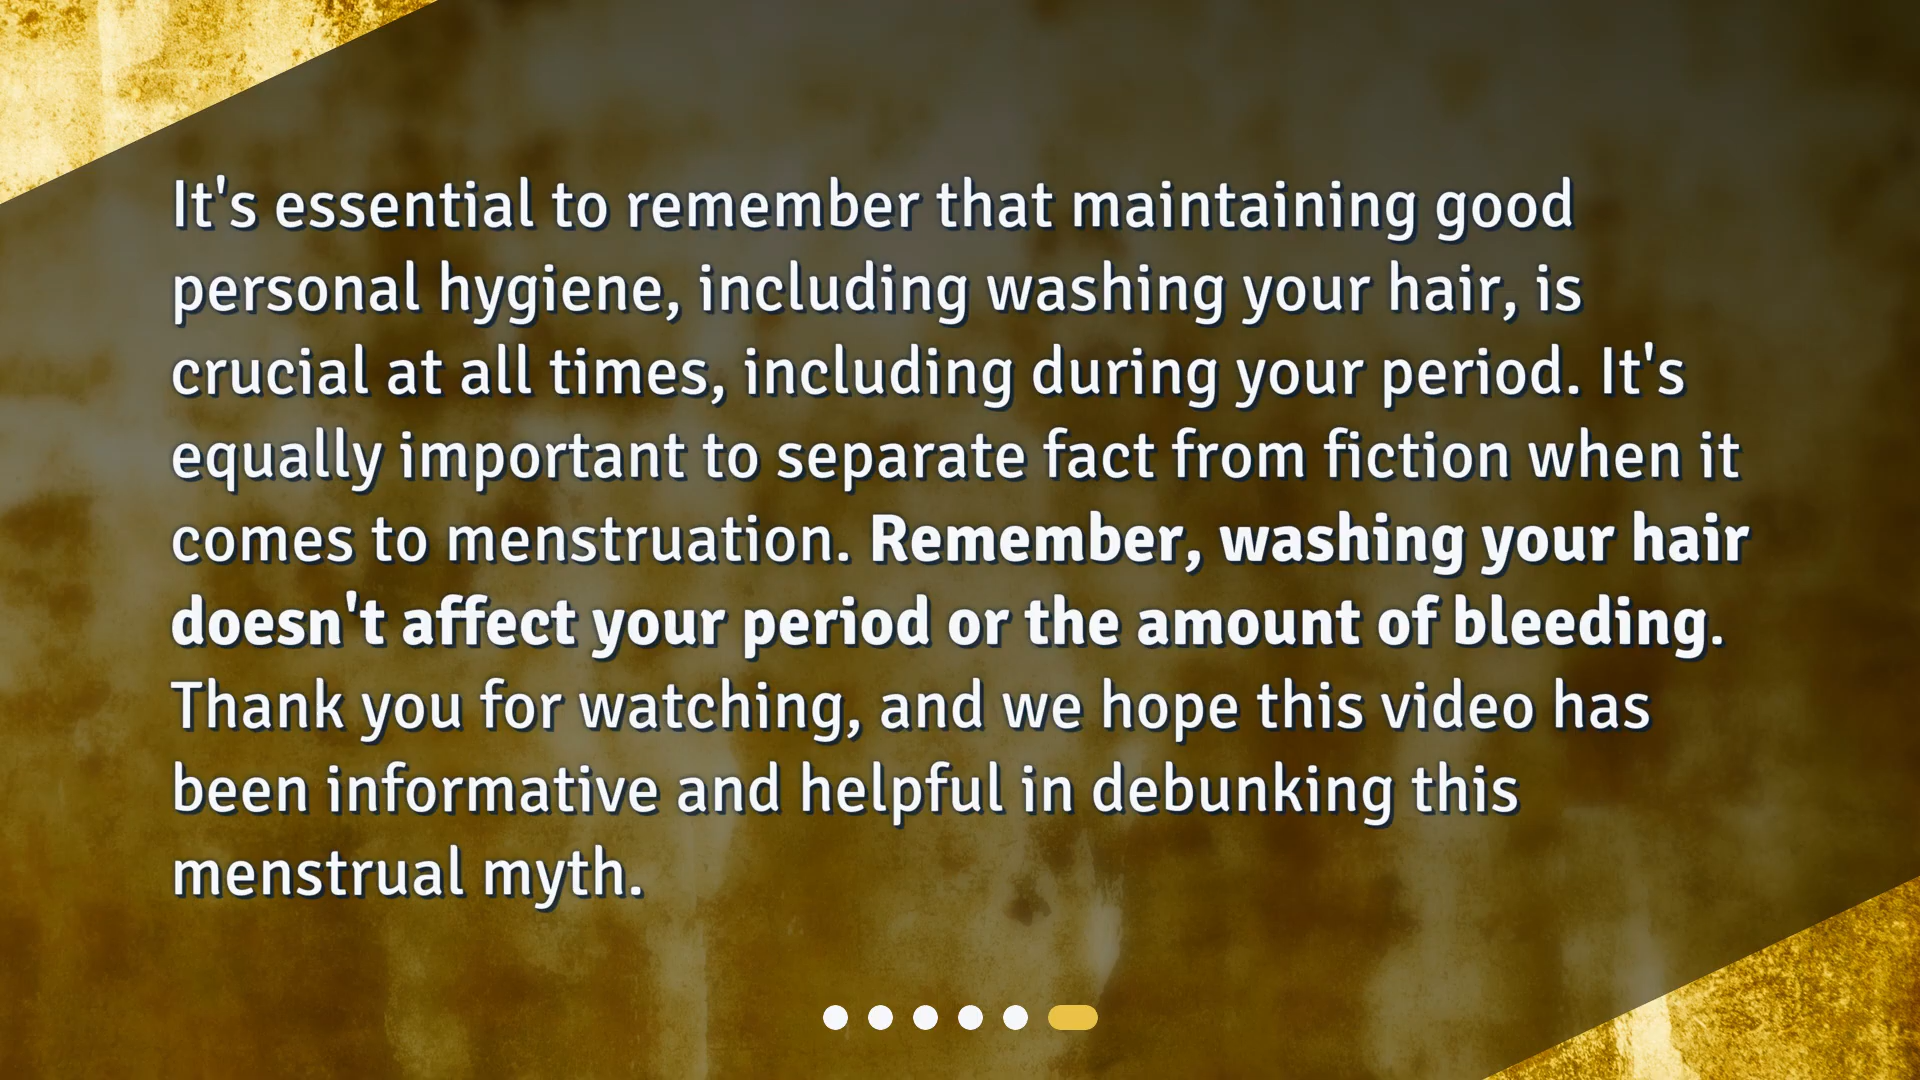 It's essential to remember that maintaining good
personal hygiene, including washing your hair, is
crucial at all times, including during your period. It's
equally important to separate fact from fiction when it
comes to menstruation. Remember, washing your hair
doesn't affect your period or the amount of bleeding.
Thank you for watching, and we hope this video has
been informative and helpful in debunking this
menstrual myth.